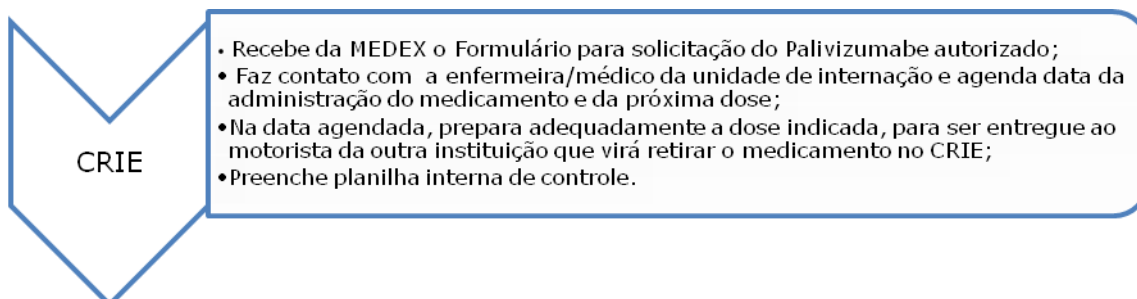 CRIE
• Recebe da MEDEX o Formulário para solicitação do Palivizumabe autorizado;
• Faz contato com a enfermeira/médico da unidade de internação e agenda data da
administração do medicamento e da próxima dose;
•Na data agendada, prepara adequadamente a dose indicada, para ser entregue ao
motorista da outra instituição que virá retirar o medicamento no CRIE;
•Preenche planilha interna de controle.